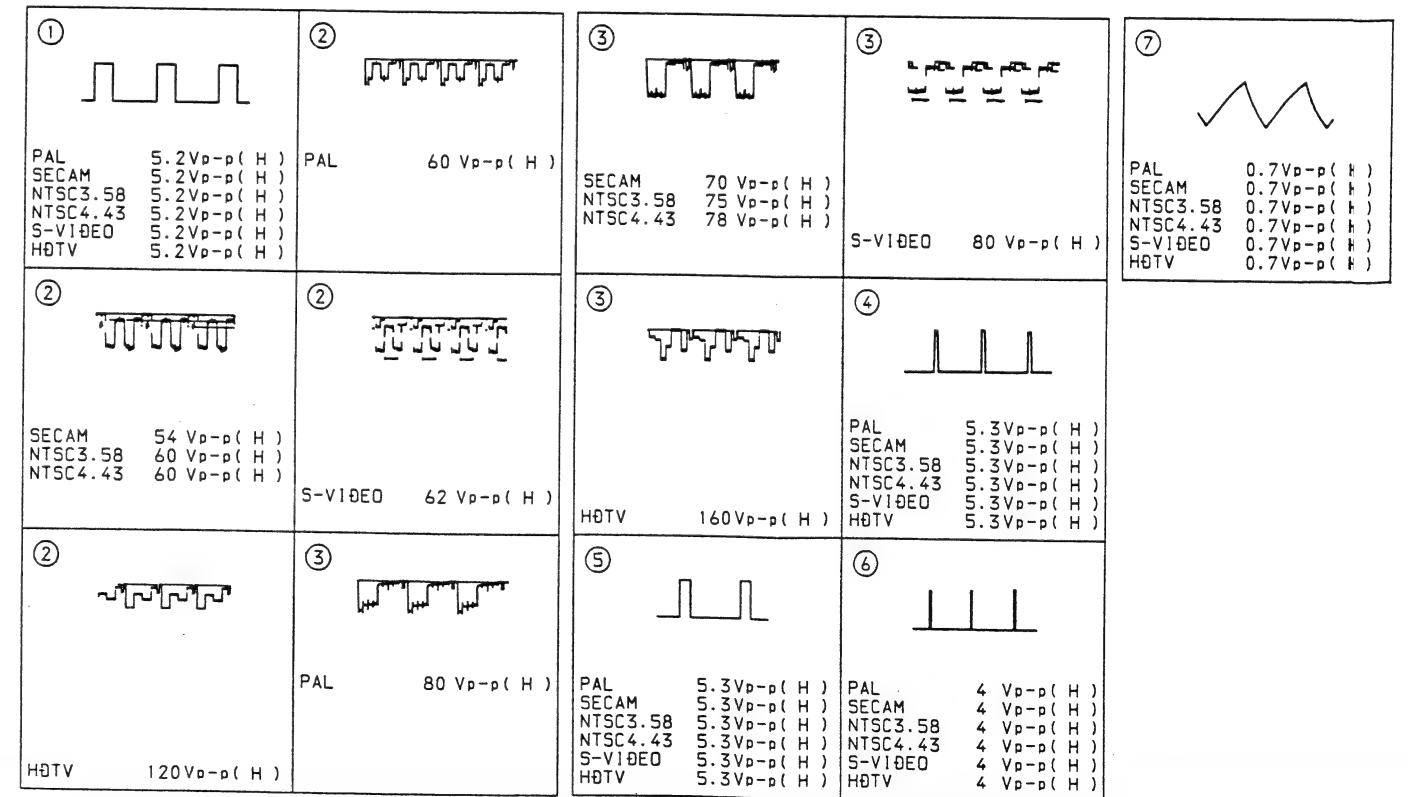 ①
PAL 5.2Vp-p( H )
SECAM 5.2Vp-p( H )
NTSC3.58 5.2Vp-p( H )
NTSC4.43 5.2Vp-p( H )
S-VIDEO 5.2Vp-p( H )
HDTV 5.2Vp-p( H )
②
PAL 60 Vp-p( H )
②
SECAM 54 Vp-p( H )
NTSC3.58 60 Vp-p( H )
NTSC4.43 60 Vp-p( H )
②
S-VIDEO 62 Vp-p( H )
②
HDTV 120Vp-p( H )
③
PAL 80 Vp-p( H )
③
SECAM 70 Vp-p( H )
NTSC3.58 75 Vp-p( H )
NTSC4.43 78 Vp-p( H )
③
S-VIDEO 80 Vp-p( H )
③
HDTV 160Vp-p( H )
④
PAL 5.3Vp-p( H )
SECAM 5.3Vp-p( H )
NTSC3.58 5.3Vp-p( H )
NTSC4.43 5.3Vp-p( H )
S-VIDEO 5.3Vp-p( H )
HDTV 5.3Vp-p( H )
⑤
PAL 5.3Vp-p( H )
SECAM 5.3Vp-p( H )
NTSC3.58 5.3Vp-p( H )
NTSC4.43 5.3Vp-p( H )
S-VIDEO 5.3Vp-p( H )
HDTV 5.3Vp-p( H )
⑥
PAL 4 Vp-p( H )
SECAM 4 Vp-p( H )
NTSC3.58 4 Vp-p( H )
NTSC4.43 4 Vp-p( H )
S-VIDEO 4 Vp-p( H )
HDTV 4 Vp-p( H )
⑦
PAL 0.7Vp-p( H )
SECAM 0.7Vp-p( H )
NTSC3.58 0.7Vp-p( H )
NTSC4.43 0.7Vp-p( H )
S-VIDEO 0.7Vp-p( H )
HDTV 0.7Vp-p( H )